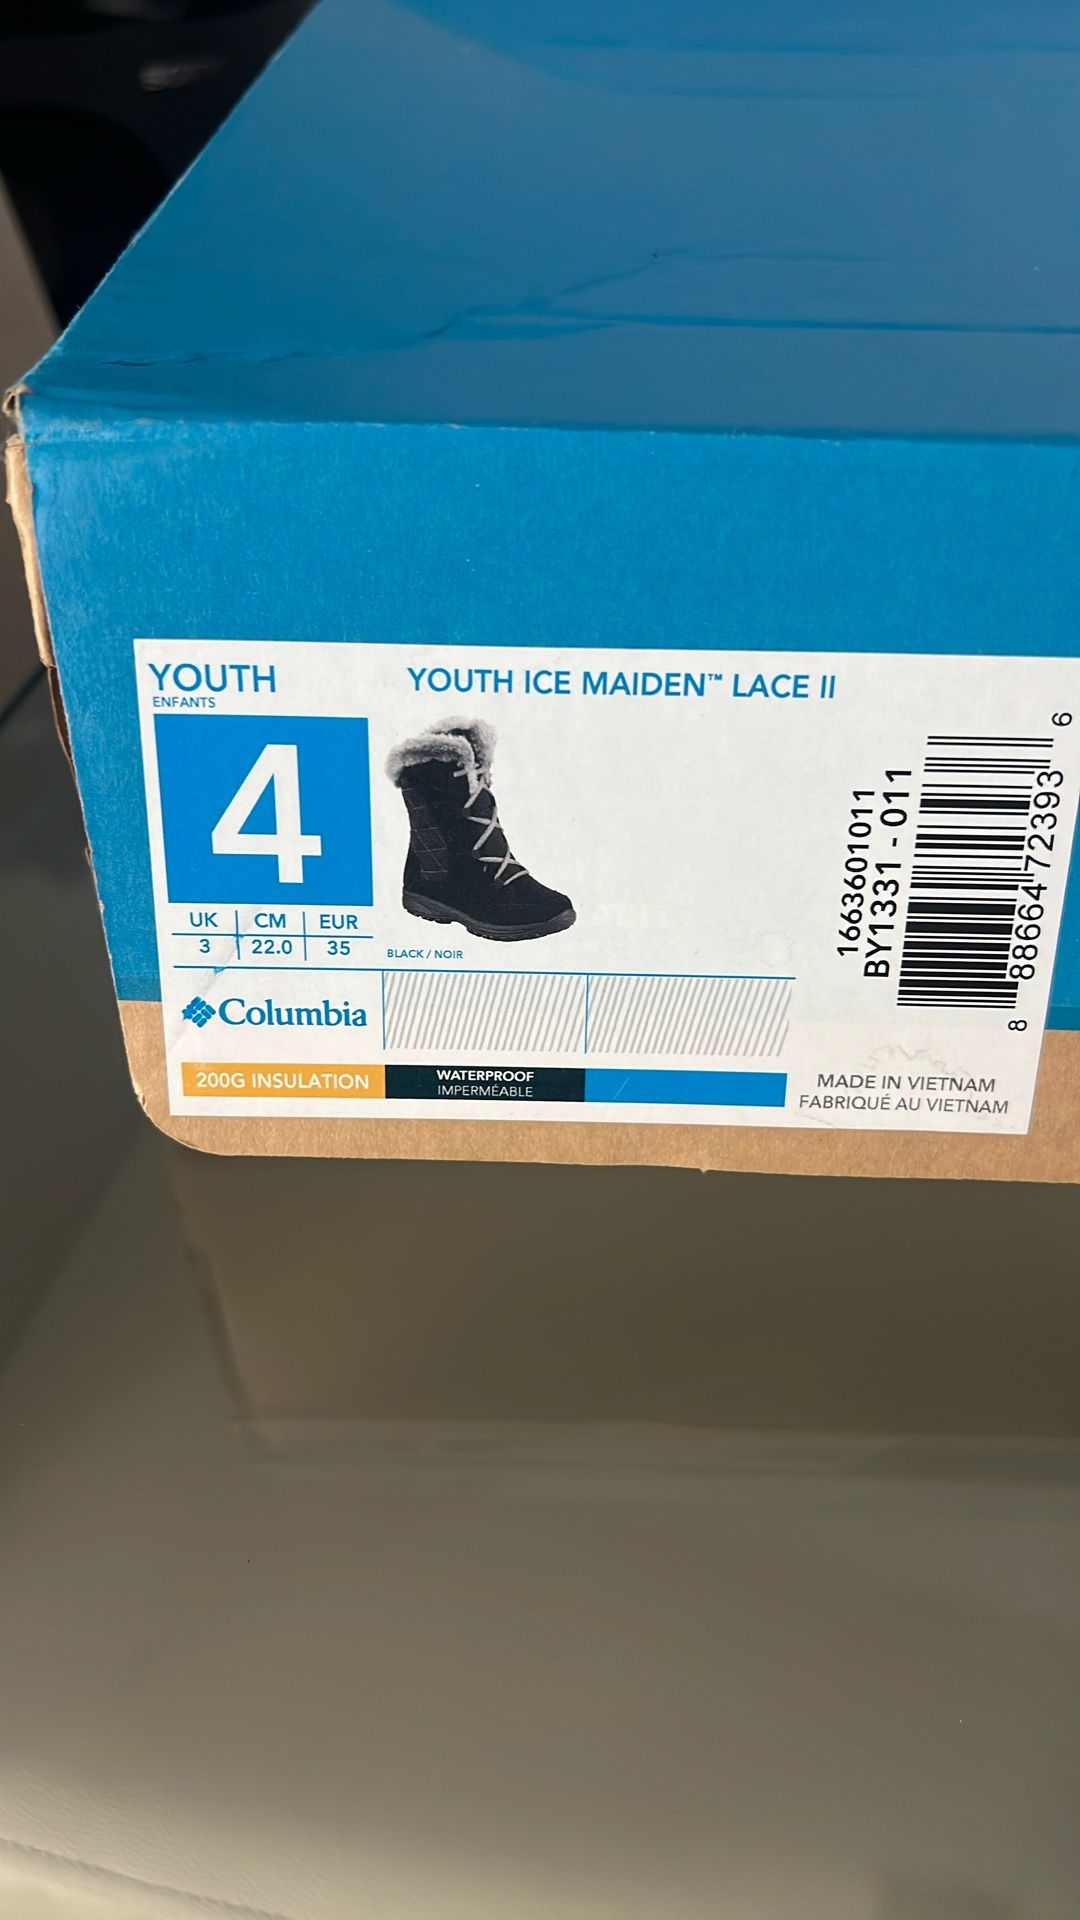 YOUTH
ENFANTS
4
UK CM EUR
3 22.0 35
YOUTH ICE MAIDEN™ LACE II
BLACK / NOIR
Columbia
200G INSULATION
WATERPROOF
IMPERMÉABLE
1663601011
BY1331 - 011
8 88664 72393 6
MADE IN VIETNAM
FABRIQUÉ AU VIETNAM